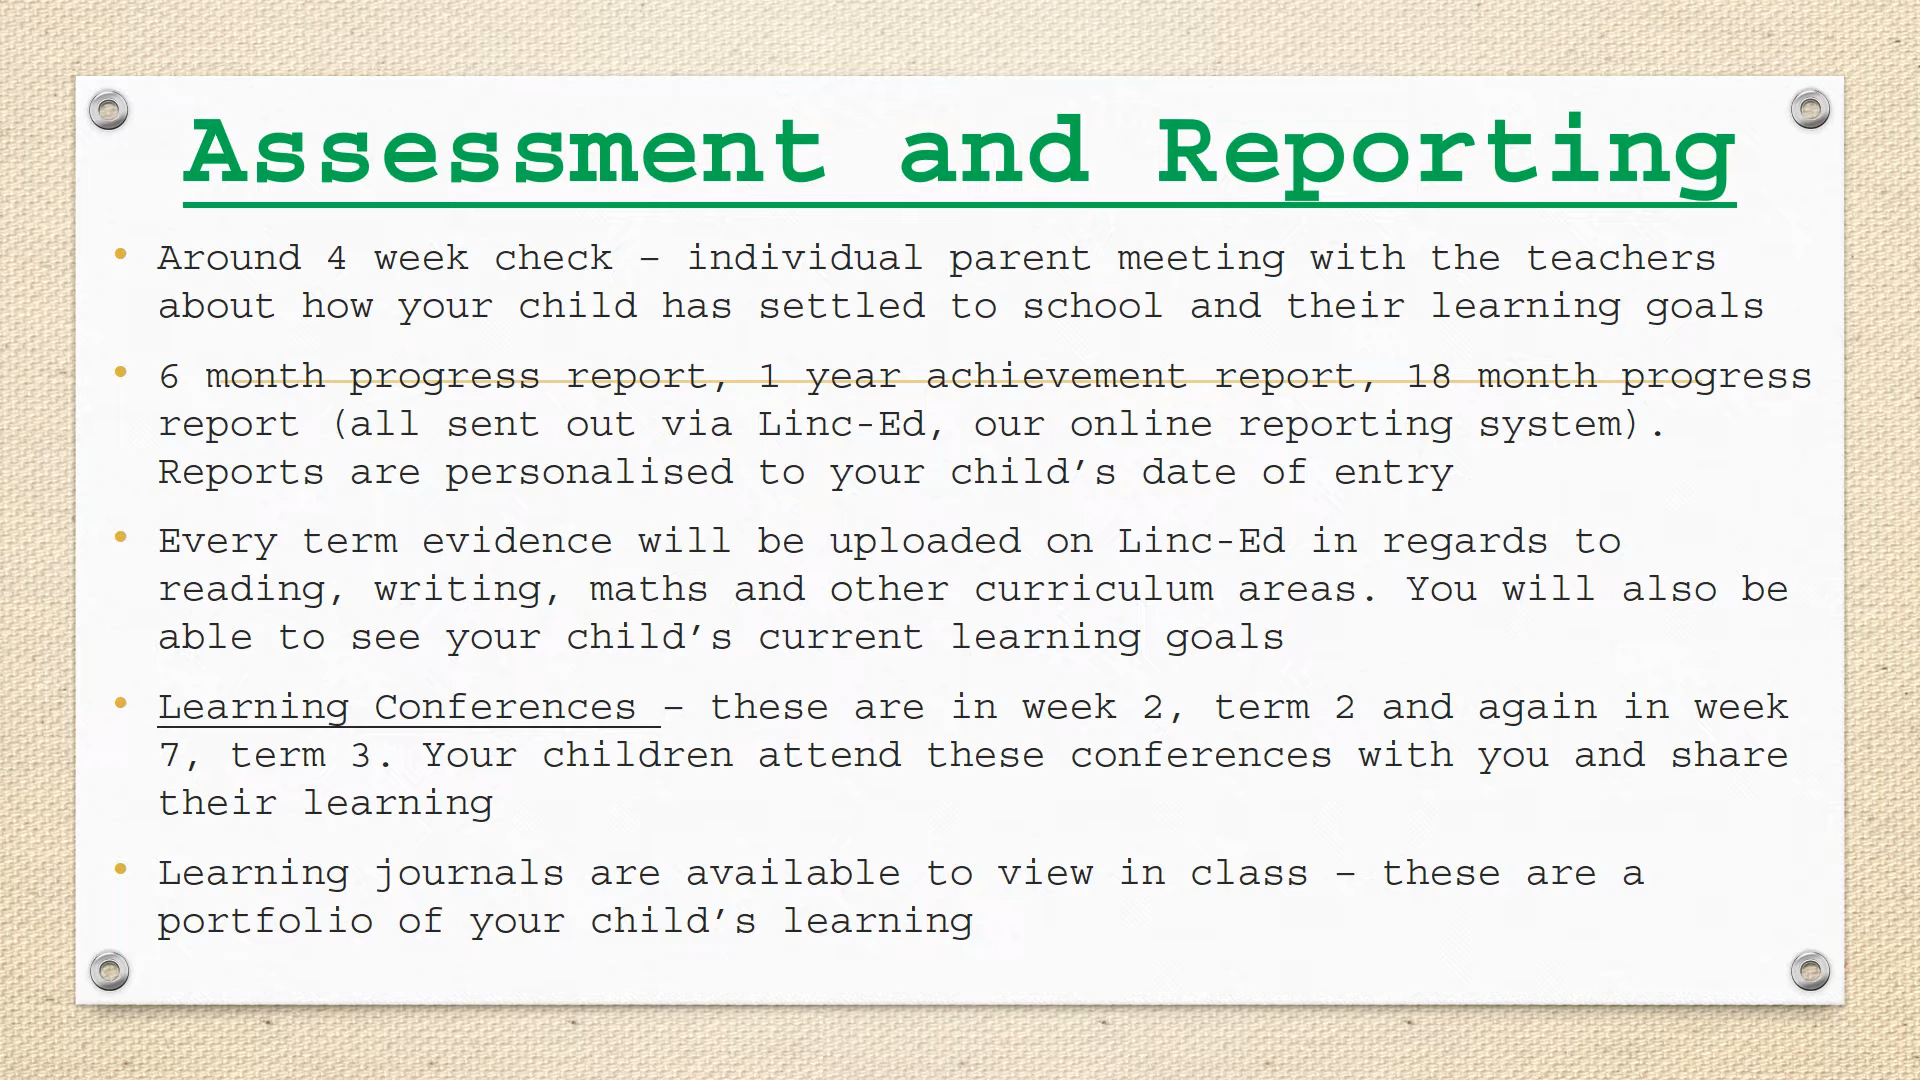 Assessment and Reporting
• Around 4 week check – individual parent meeting with the teachers
about how your child has settled to school and their learning goals
• 6 month progress report, 1 year achievement report, 18 month progress
report (all sent out via Linc-Ed, our online reporting system).
Reports are personalised to your child’s date of entry
• Every term evidence will be uploaded on Linc-Ed in regards to
reading, writing, maths and other curriculum areas. You will also be
able to see your child’s current learning goals
• Learning Conferences – these are in week 2, term 2 and again in week
7, term 3. Your children attend these conferences with you and share
their learning
• Learning journals are available to view in class – these are a
portfolio of your child’s learning